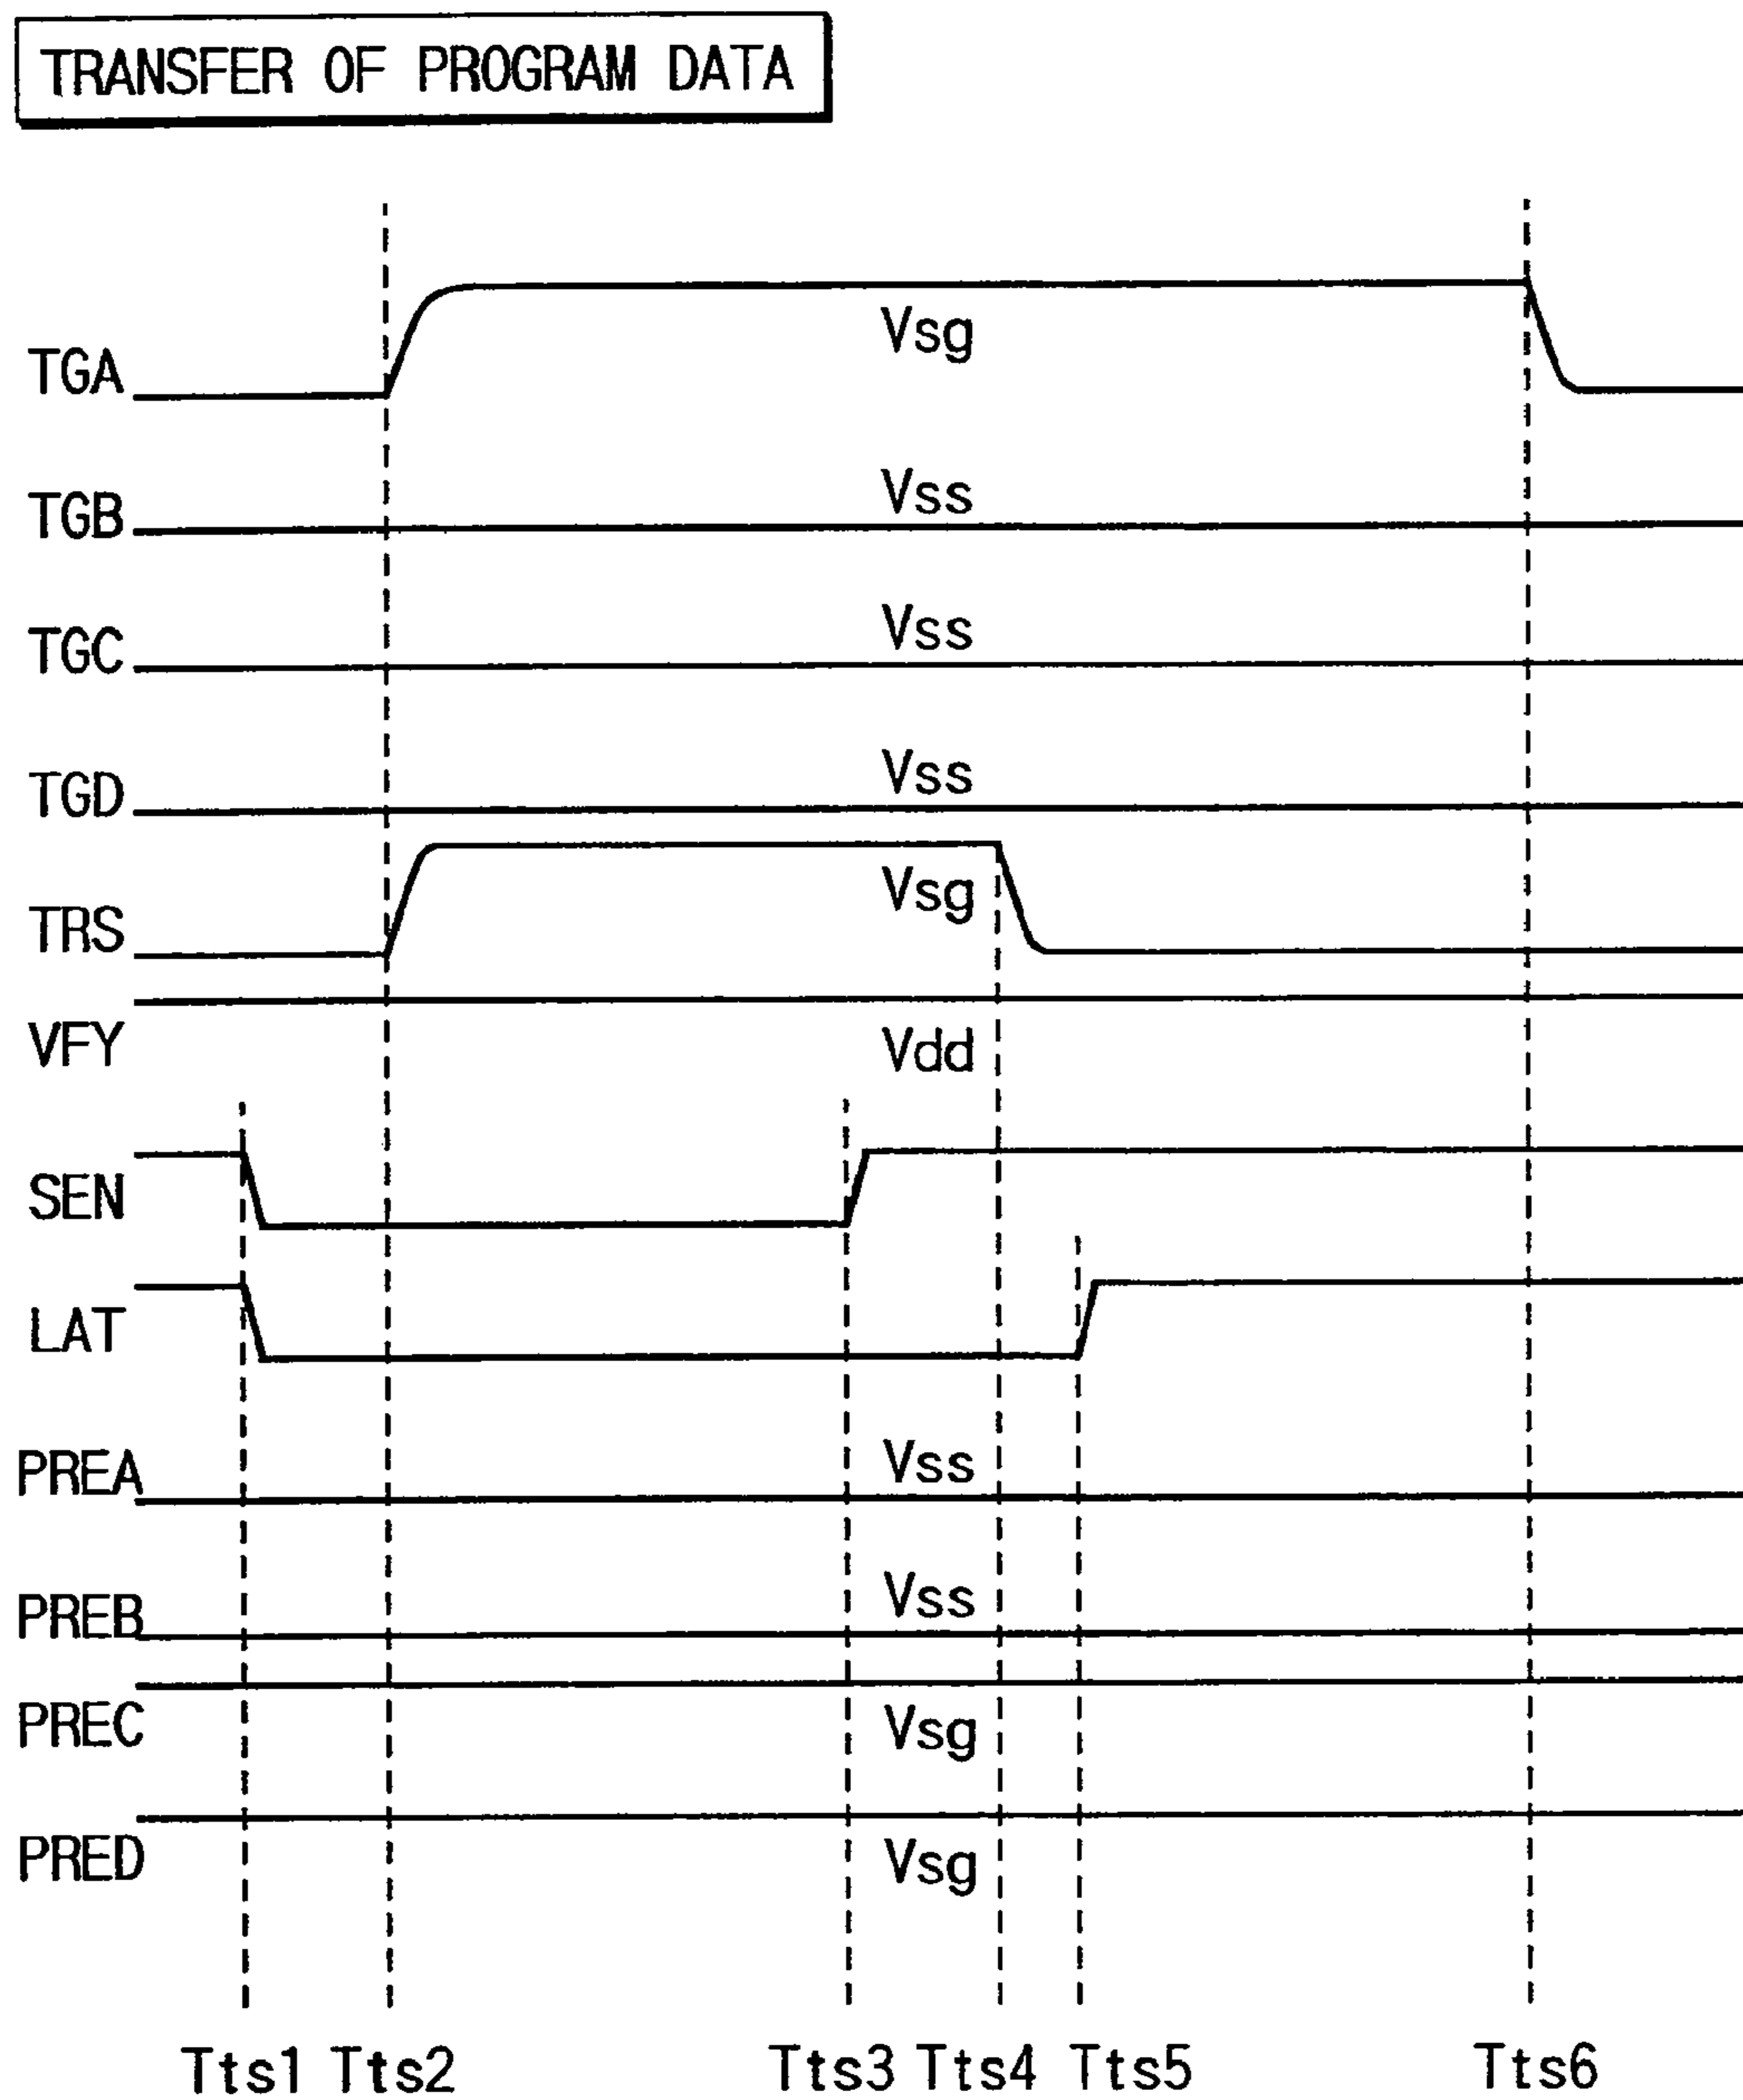 TRANSFER OF PROGRAM DATA
Vsg
TGA
Vss
TGB
Vss
TGC
Vss
TGD
Vsg
TRS
VFY Vdd
SEN
LAT
Vss
PREA
Vss
PREB
PREC Vsg
PRED Vsg
Tts1 Tts2 Tts3 Tts4 Tts5 Tts6